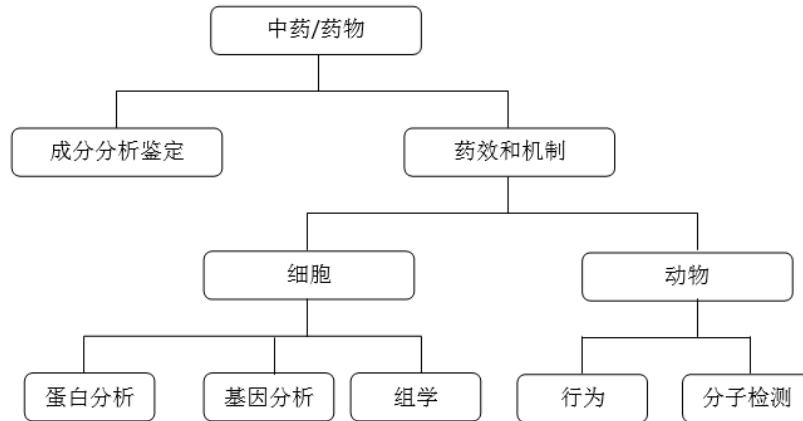 中药/药物
成分分析鉴定
药效和机制
细胞
动物
蛋白分析
基因分析
组学
行为
分子检测